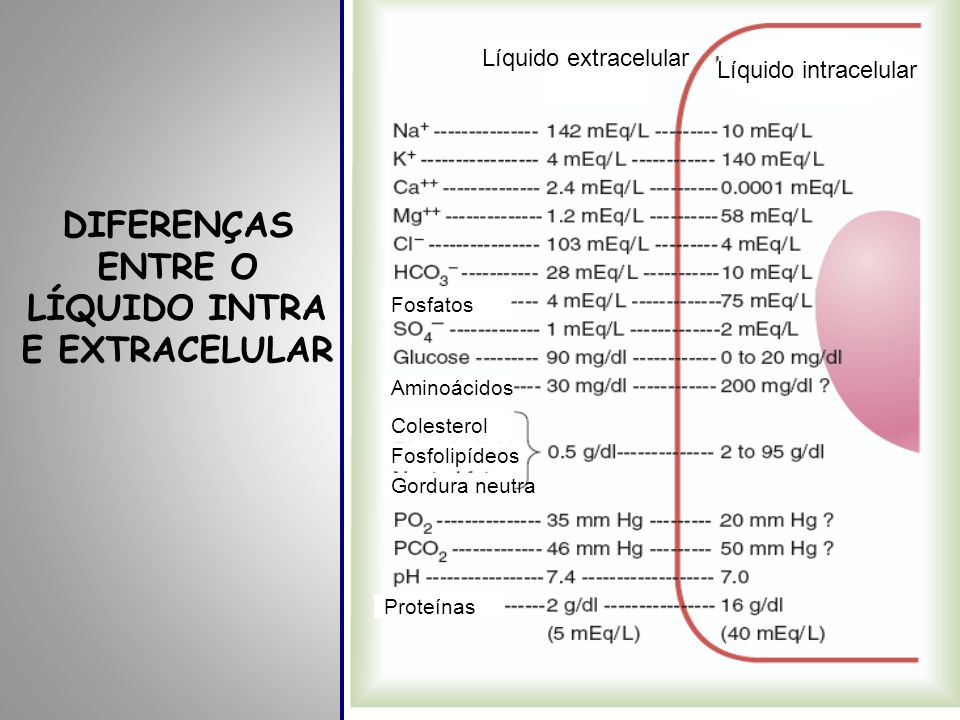 DIFERENÇAS
ENTRE O
LÍQUIDO INTRA
E EXTRACELULAR
Líquido extracelular
Líquido intracelular
Na+ --------------- 142 mEq/L --------- 10 mEq/L
K+ ----------------- 4 mEq/L ------------ 140 mEq/L
Ca++ -------------- 2.4 mEq/L ---------- 0.0001 mEq/L
Mg++ -------------- 1.2 mEq/L ---------- 58 mEq/L
Cl– ---------------- 103 mEq/L --------- 4 mEq/L
HCO3– ----------- 28 mEq/L ----------- 10 mEq/L
Fosfatos ---- 4 mEq/L -------------75 mEq/L
SO4– ------------- 1 mEq/L -------------2 mEq/L
Glucose --------- 90 mg/dl ------------ 0 to 20 mg/dl
Aminoácidos ---- 30 mg/dl ------------ 200 mg/dl ?
Colesterol
Fosfolipídeos 0.5 g/dl-------------- 2 to 95 g/dl
Gordura neutra
PO2 --------------- 35 mm Hg --------- 20 mm Hg ?
PCO2 ------------- 46 mm Hg --------- 50 mm Hg ?
pH ----------------- 7.4 ------------------- 7.0
Proteínas ------ 2 g/dl ---------------- 16 g/dl
(5 mEq/L) (40 mEq/L)